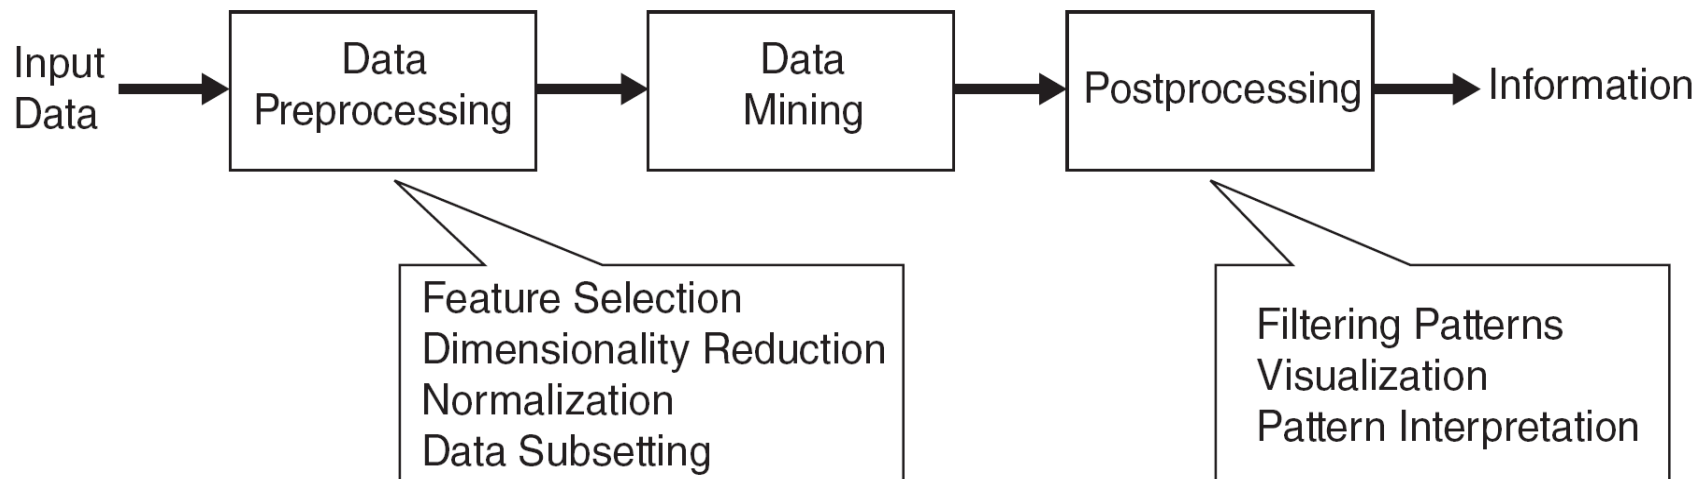 Input
Data
Data
Preprocessing
Data
Mining
Postprocessing
Information
Feature Selection
Dimensionality Reduction
Normalization
Data Subsetting
Filtering Patterns
Visualization
Pattern Interpretation